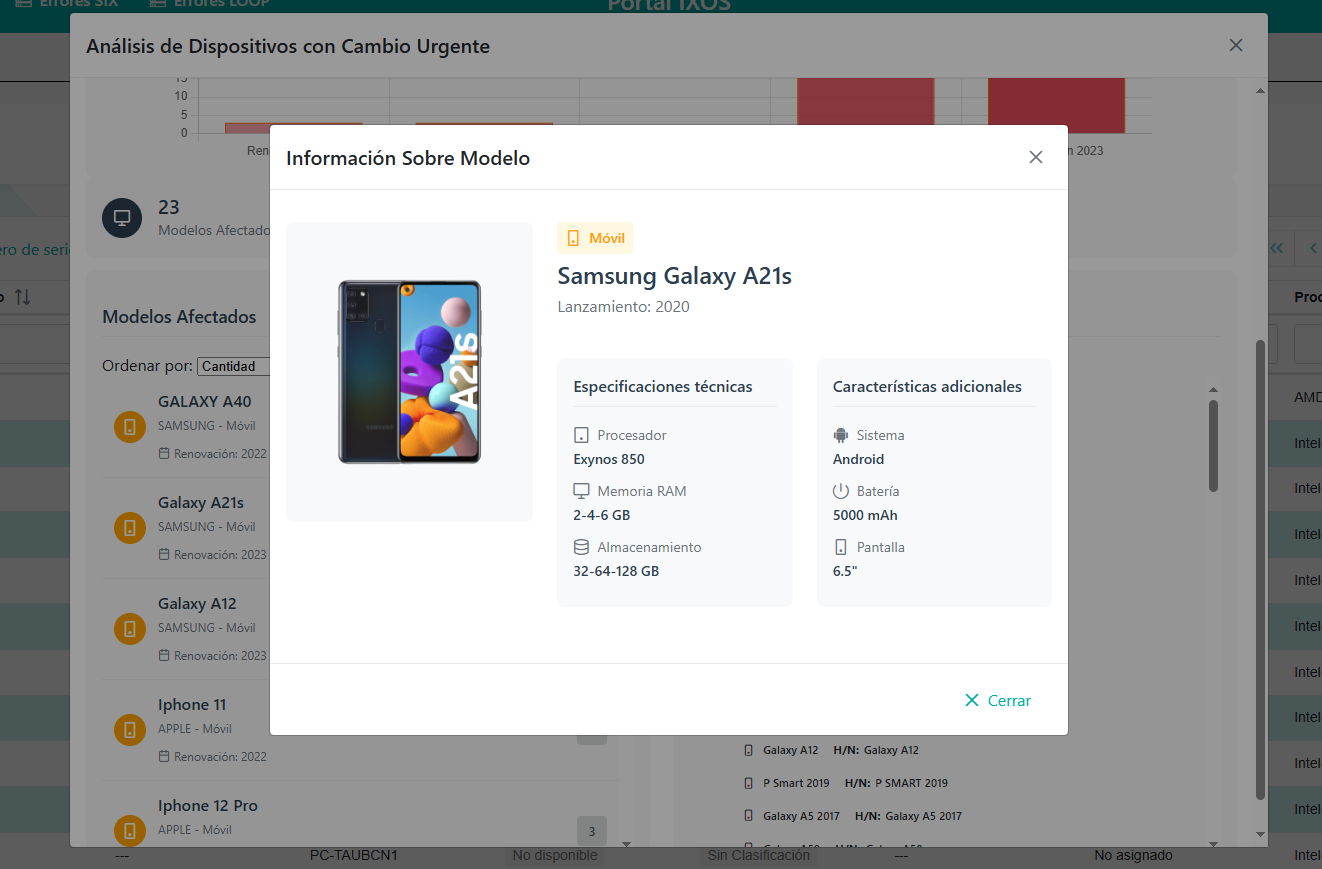 Errores SIX
Errores LOOP
Portal IXOS
Análisis de Dispositivos con Cambio Urgente
15
10
5
0
Ren
n 2023
Información Sobre Modelo
23
Modelos Afectado
ero de seri
Móvil
Samsung Galaxy A21s
Lanzamiento: 2020
A21s
SAMSUNG
Modelos Afectados
Ordenar por: Cantidad
Especificaciones técnicas
Procesador
Exynos 850
Memoria RAM
2-4-6 GB
Almacenamiento
32-64-128 GB
Características adicionales
Sistema
Android
Batería
5000 mAh
Pantalla
6.5"
Cerrar
GALAXY A40
SAMSUNG - Móvil
Renovación: 2022
Galaxy A21s
SAMSUNG - Móvil
Renovación: 2023
Galaxy A12
SAMSUNG - Móvil
Renovación: 2023
Iphone 11
APPLE - Móvil
Renovación: 2022
Iphone 12 Pro
APPLE - Móvil
3
Galaxy A12 H/N: Galaxy A12
P Smart 2019 H/N: P SMART 2019
Galaxy A5 2017 H/N: Galaxy A5 2017
Proc
AMD
Intel
Intel
Intel
Intel
Intel
Intel
Intel
Intel
Intel
Intel
--- PC-TAUBCN1 No disponible Sin Clasificación --- No asignado